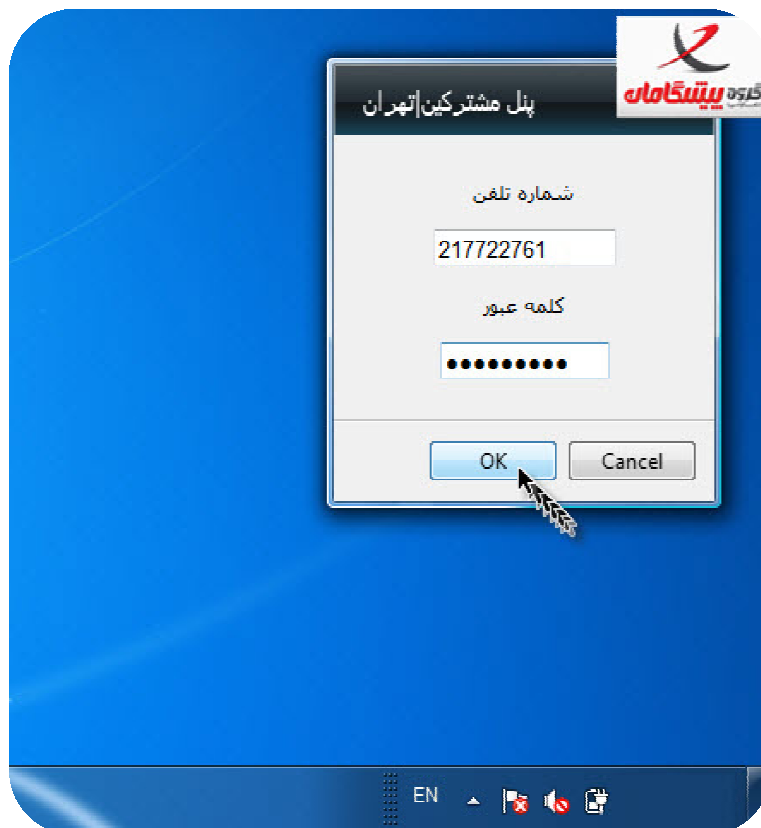 گروه پیشگامان
پنل مشترکین|تهران
شماره تلفن
217722761
کلمه عبور
OK Cancel
EN